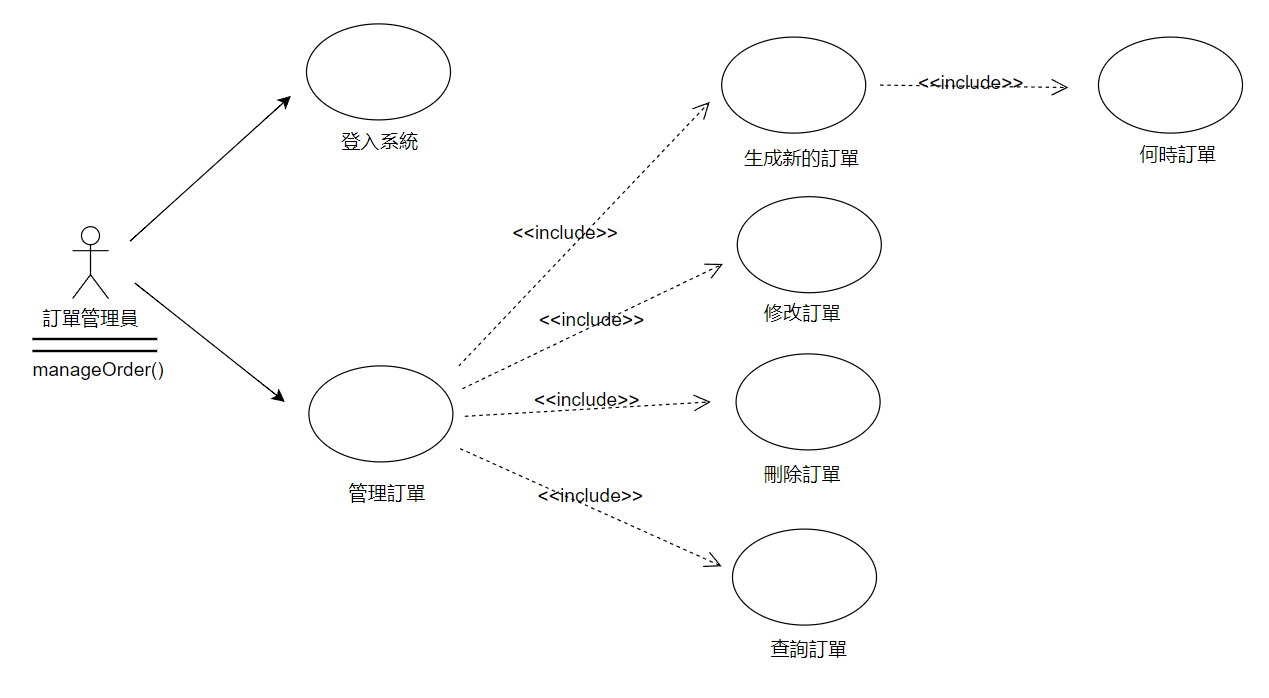 登入系統
訂單管理員
manageOrder()
管理訂單
<<include>>
<<include>>
<<include>>
<<include>>
生成新的訂單
修改訂單
刪除訂單
查詢訂單
<<include>>
何時訂單